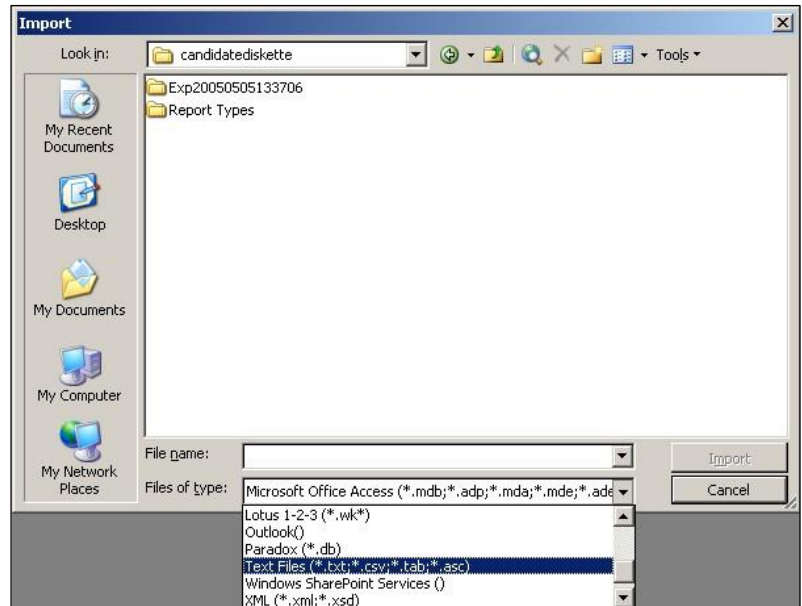 Import
Look in:
candidatediskette
Tools
Exp20050505133706
Report Types
My Recent
Documents
Desktop
My Documents
My Computer
My Network
Places
File name:
Import
Files of type:
Microsoft Office Access (*.mdb;*.adp;*.mda;*.mde;*.ade
Cancel
Lotus 1-2-3 (*.wk*)
Outlook()
Paradox (*.db)
Text Files (*.txt;*.csv;*.tab;*.asc)
Windows SharePoint Services ()
XML (*.xml;*.xsd)